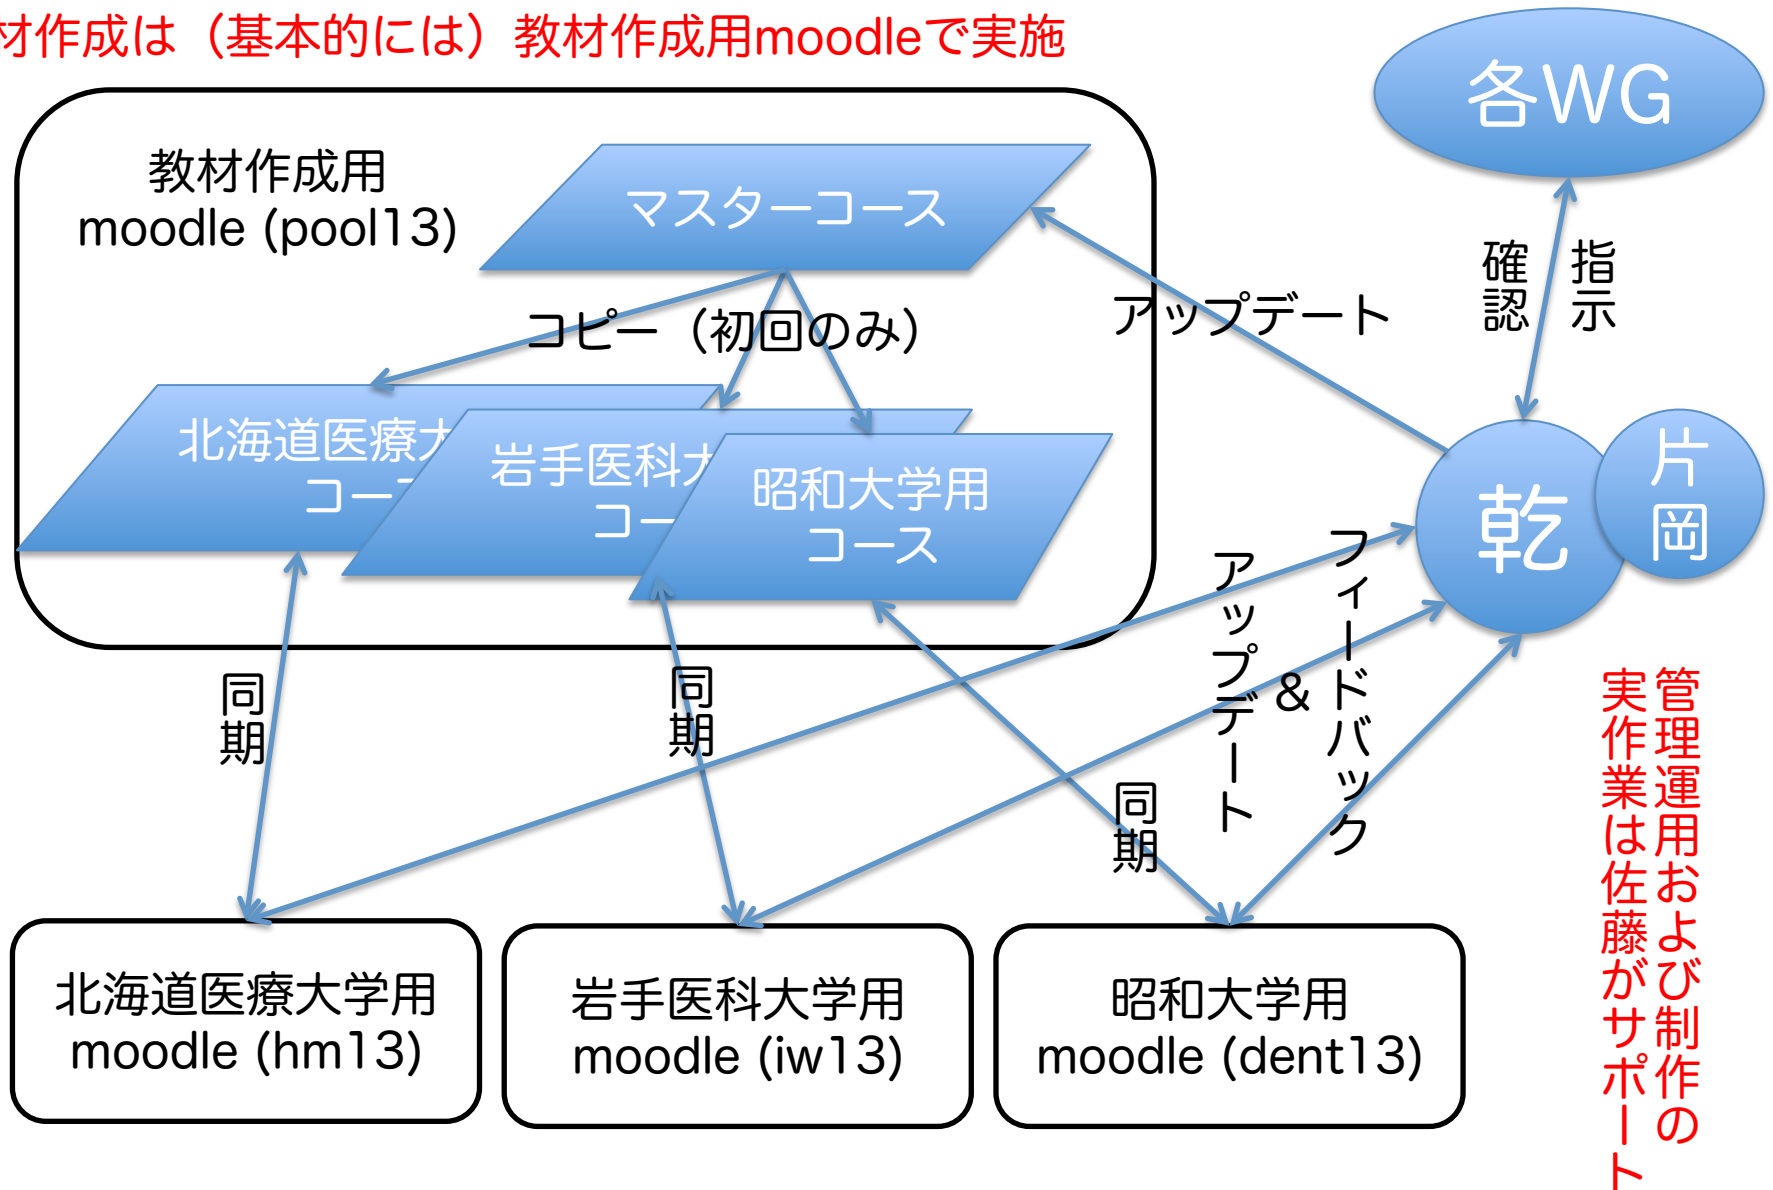 材作成は（基本的には）教材作成用moodleで実施
各WG
教材作成用
moodle (pool13)
マスターコース
確認
指示
コピー（初回のみ）
アップデート
北海道医療大
コー
岩手医科大
コー
昭和大学用
コース
乾
片岡
フィードバック
&
アップデート
同期
同期
同期
管理運用および制作の
実作業は佐藤がサポート
北海道医療大学用
moodle (hm13)
岩手医科大学用
moodle (iw13)
昭和大学用
moodle (dent13)